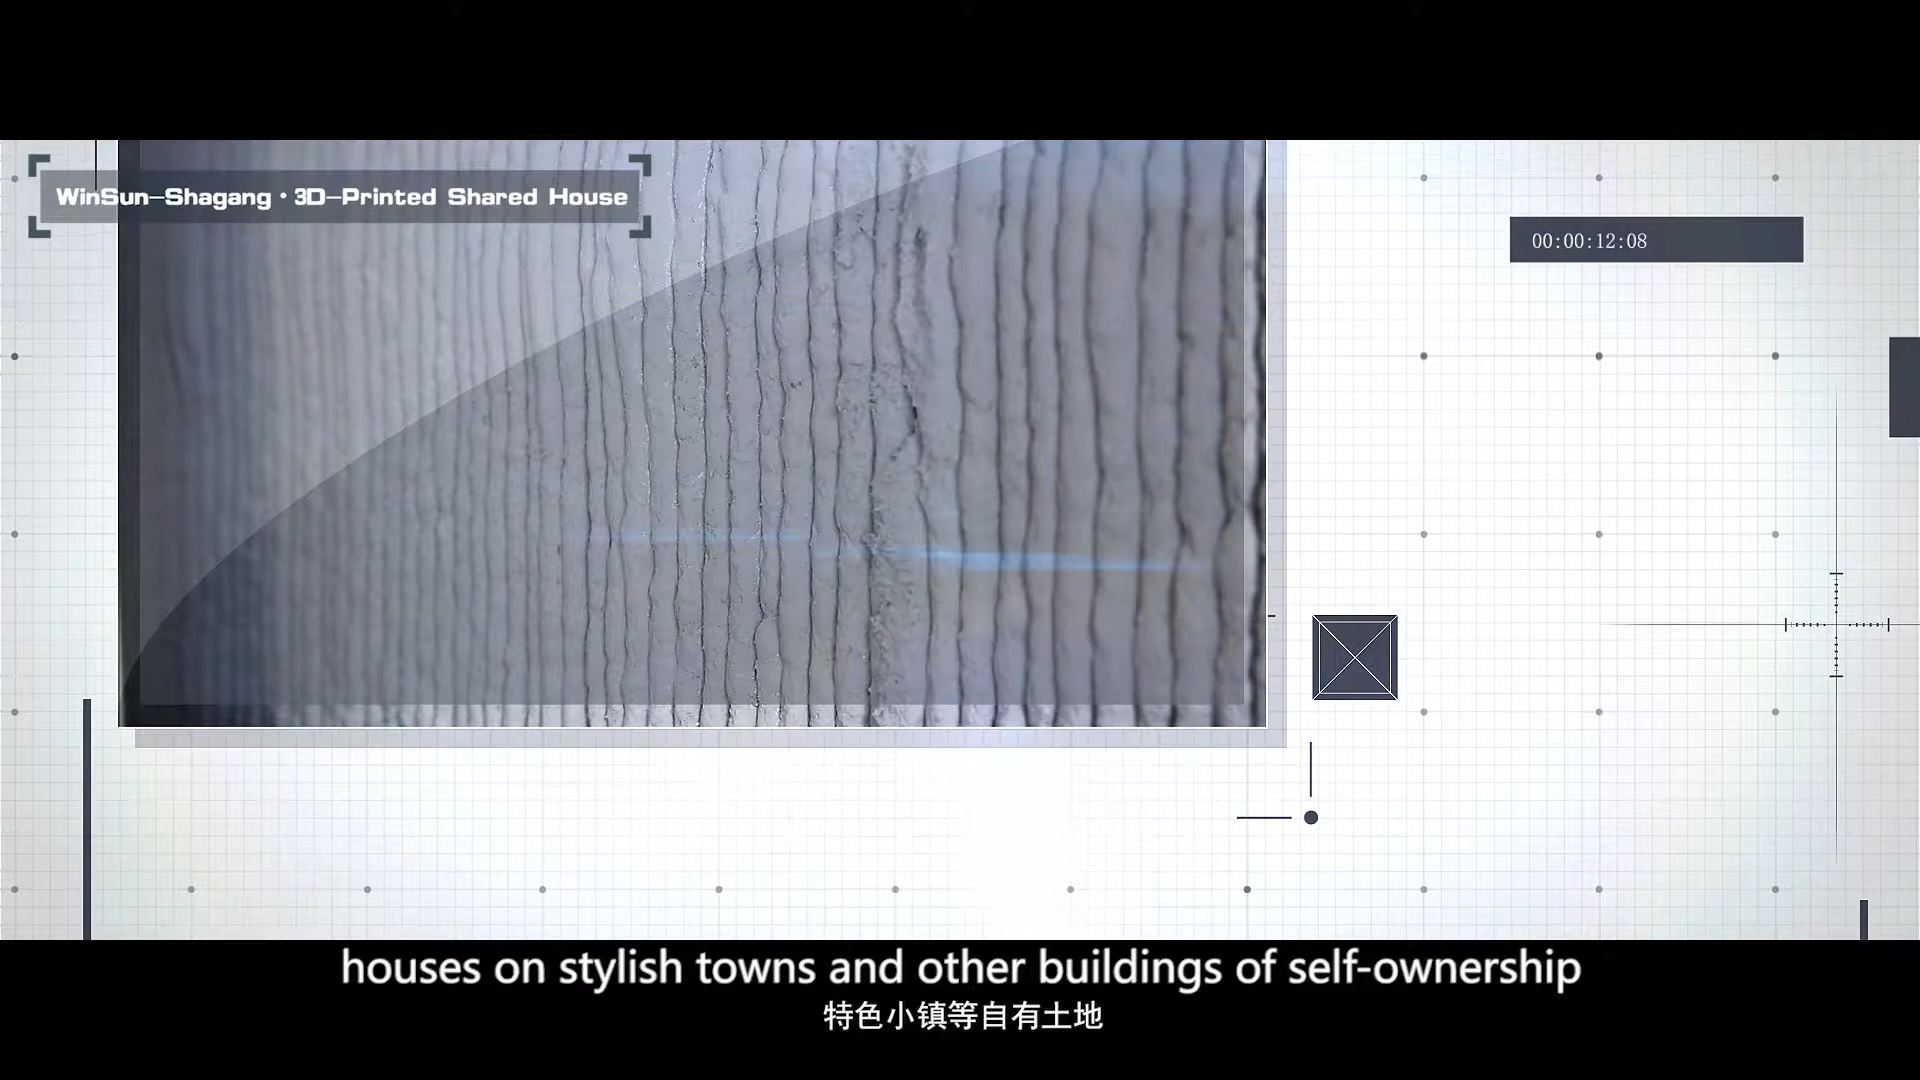 WinSun-Shagang · 3D-Printed Shared House
00:00:12:08
houses on stylish towns and other buildings of self-ownership
特色小镇等自有土地